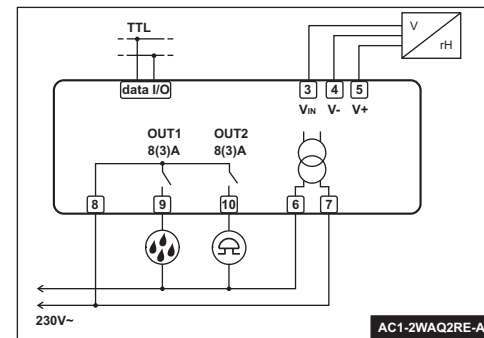 TTL
V
rH
data I/O
3 4 5
VIN V- V+
OUT1 OUT2
8(3)A 8(3)A
8 9 10 6 7
230V~
AC1-2WAQ2RE-A